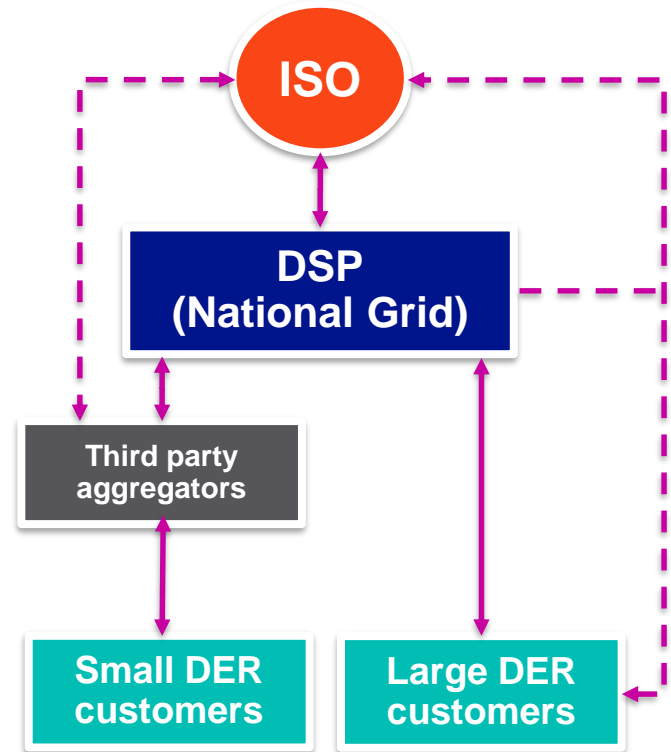 ISO
DSP
(National Grid)
Third party
aggregators
Small DER
customers
Large DER
customers